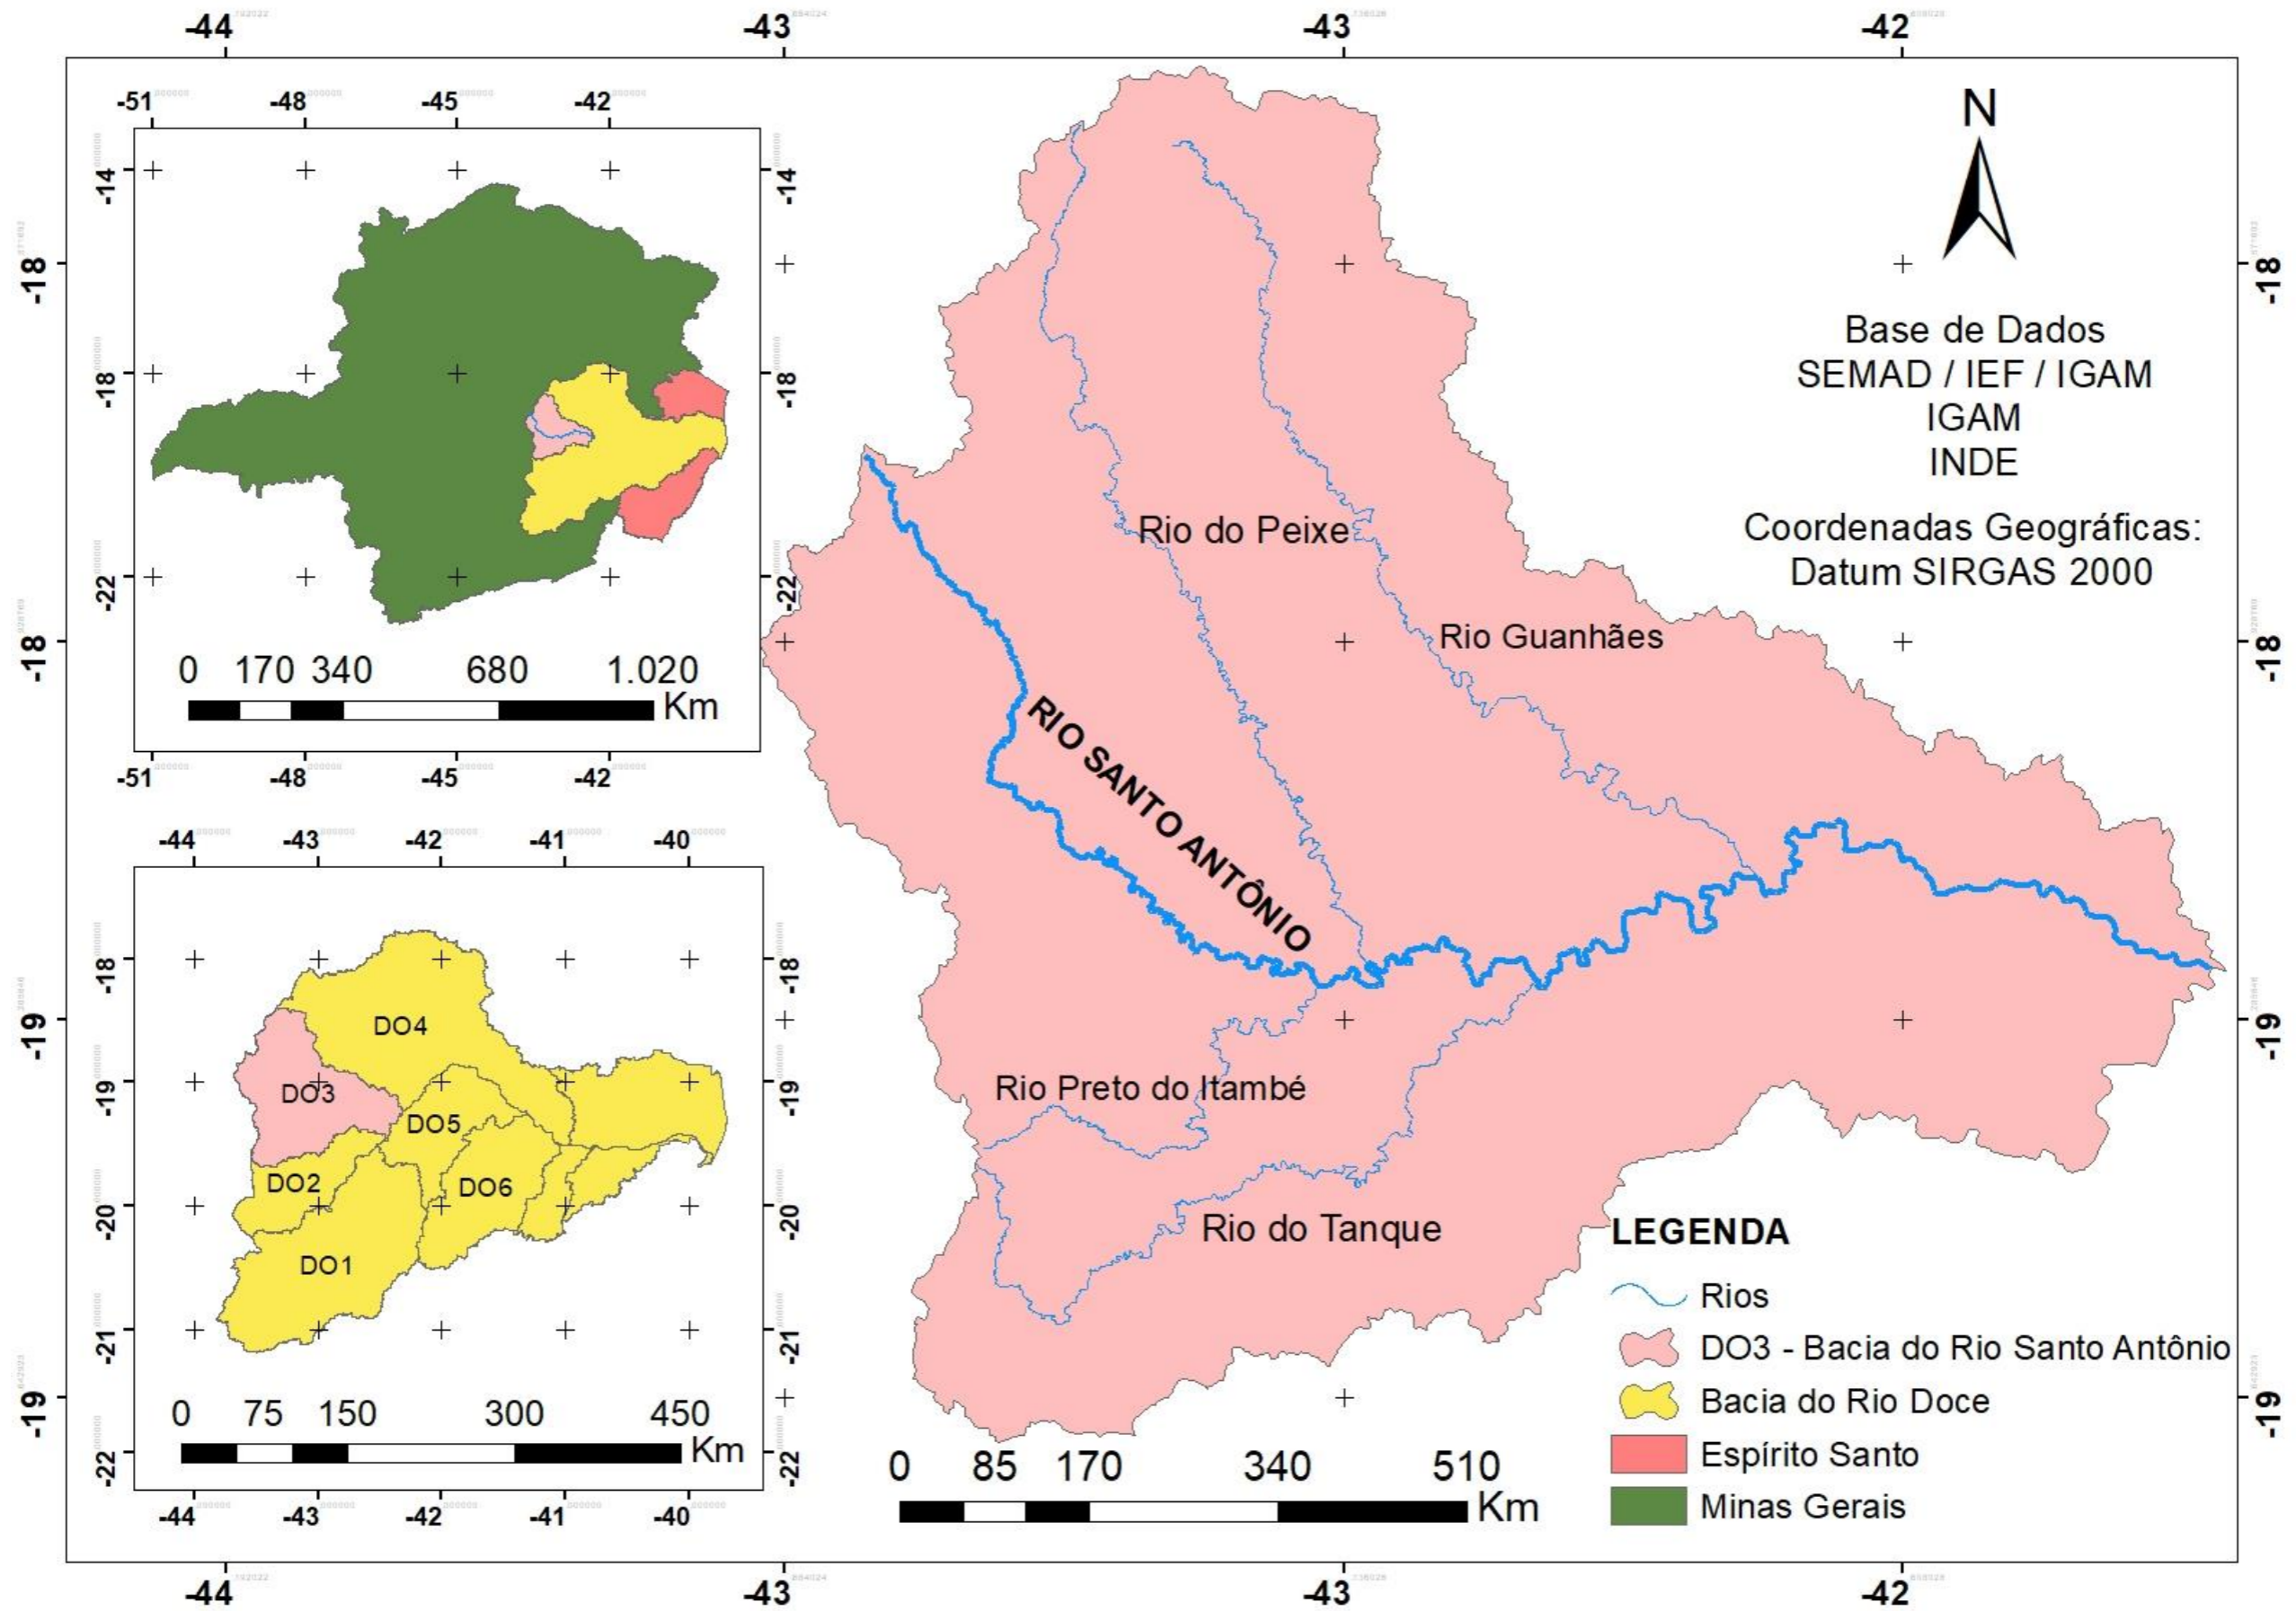 -44 -43 -43 -42
-51 -48 -45 -42
-14 -14
-18 -18
-22 -22
0 170 340 680 1.020
Km
-51 -48 -45 -42
-44 -43 -42 -41 -40
-18 -18
-19 -19
-20 -20
-21 -21
-22 -22
DO4
DO3
DO5
DO2
DO6
DO1
0 75 150 300 450
Km
-44 -43 -42 -41 -40
-18 -18
-18 -18
-19 -19
-19 -19
N
Base de Dados
SEMAD / IEF / IGAM
IGAM
INDE
Coordenadas Geográficas:
Datum SIRGAS 2000
Rio do Peixe
Rio Guanhães
RIO SANTO ANTÔNIO
Rio Preto do Itambé
Rio do Tanque
LEGENDA
Rios
DO3 - Bacia do Rio Santo Antônio
Bacia do Rio Doce
Espírito Santo
Minas Gerais
0 85 170 340 510
Km
-44 -43 -43 -42